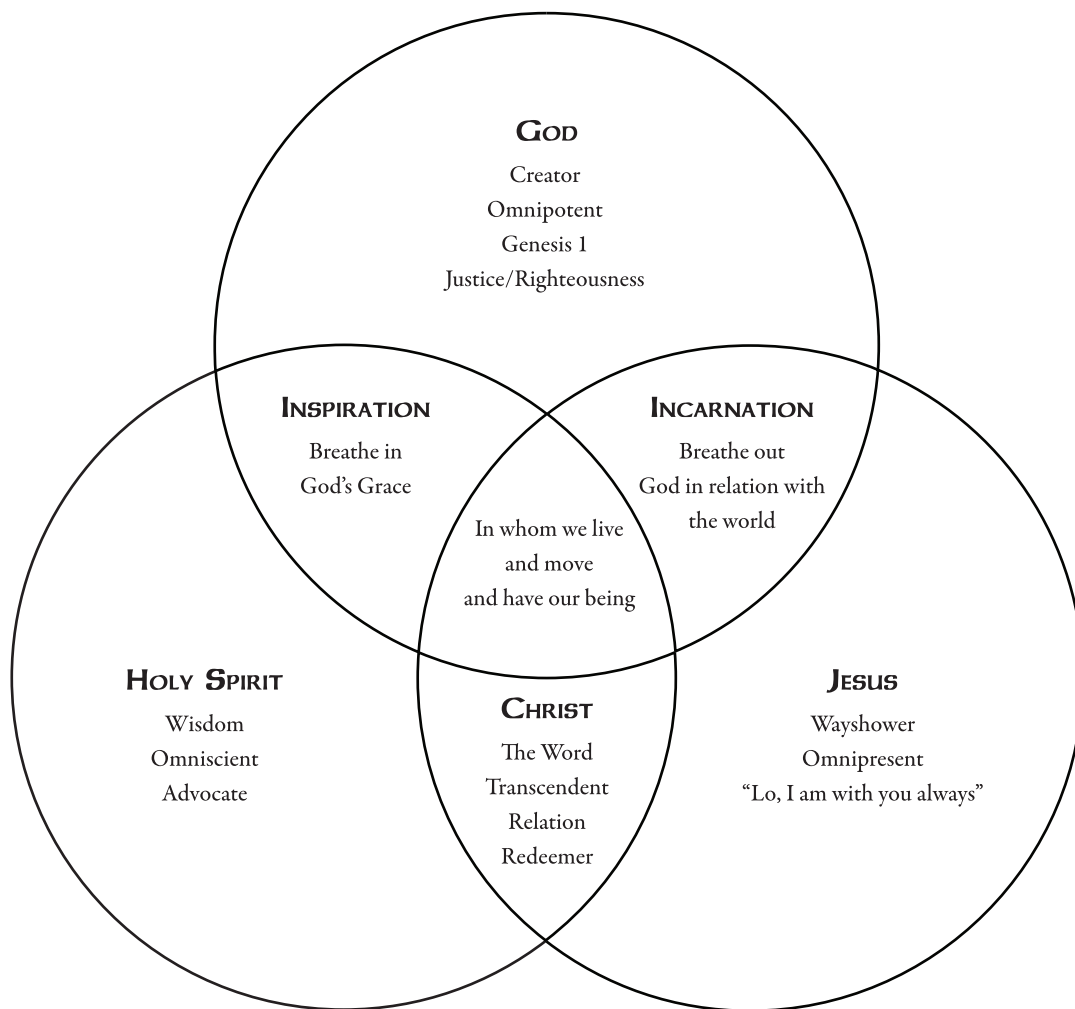 God
Creator
Omnipotent
Genesis 1
Justice/Righteousness
Inspiration
Breathe in
God’s Grace
Incarnation
Breathe out
God in relation with
the world
In whom we live
and move
and have our being
Holy Spirit
Wisdom
Omniscient
Advocate
Christ
The Word
Transcendent
Relation
Redeemer
Jesus
Wayshower
Omnipresent
“Lo, I am with you always”